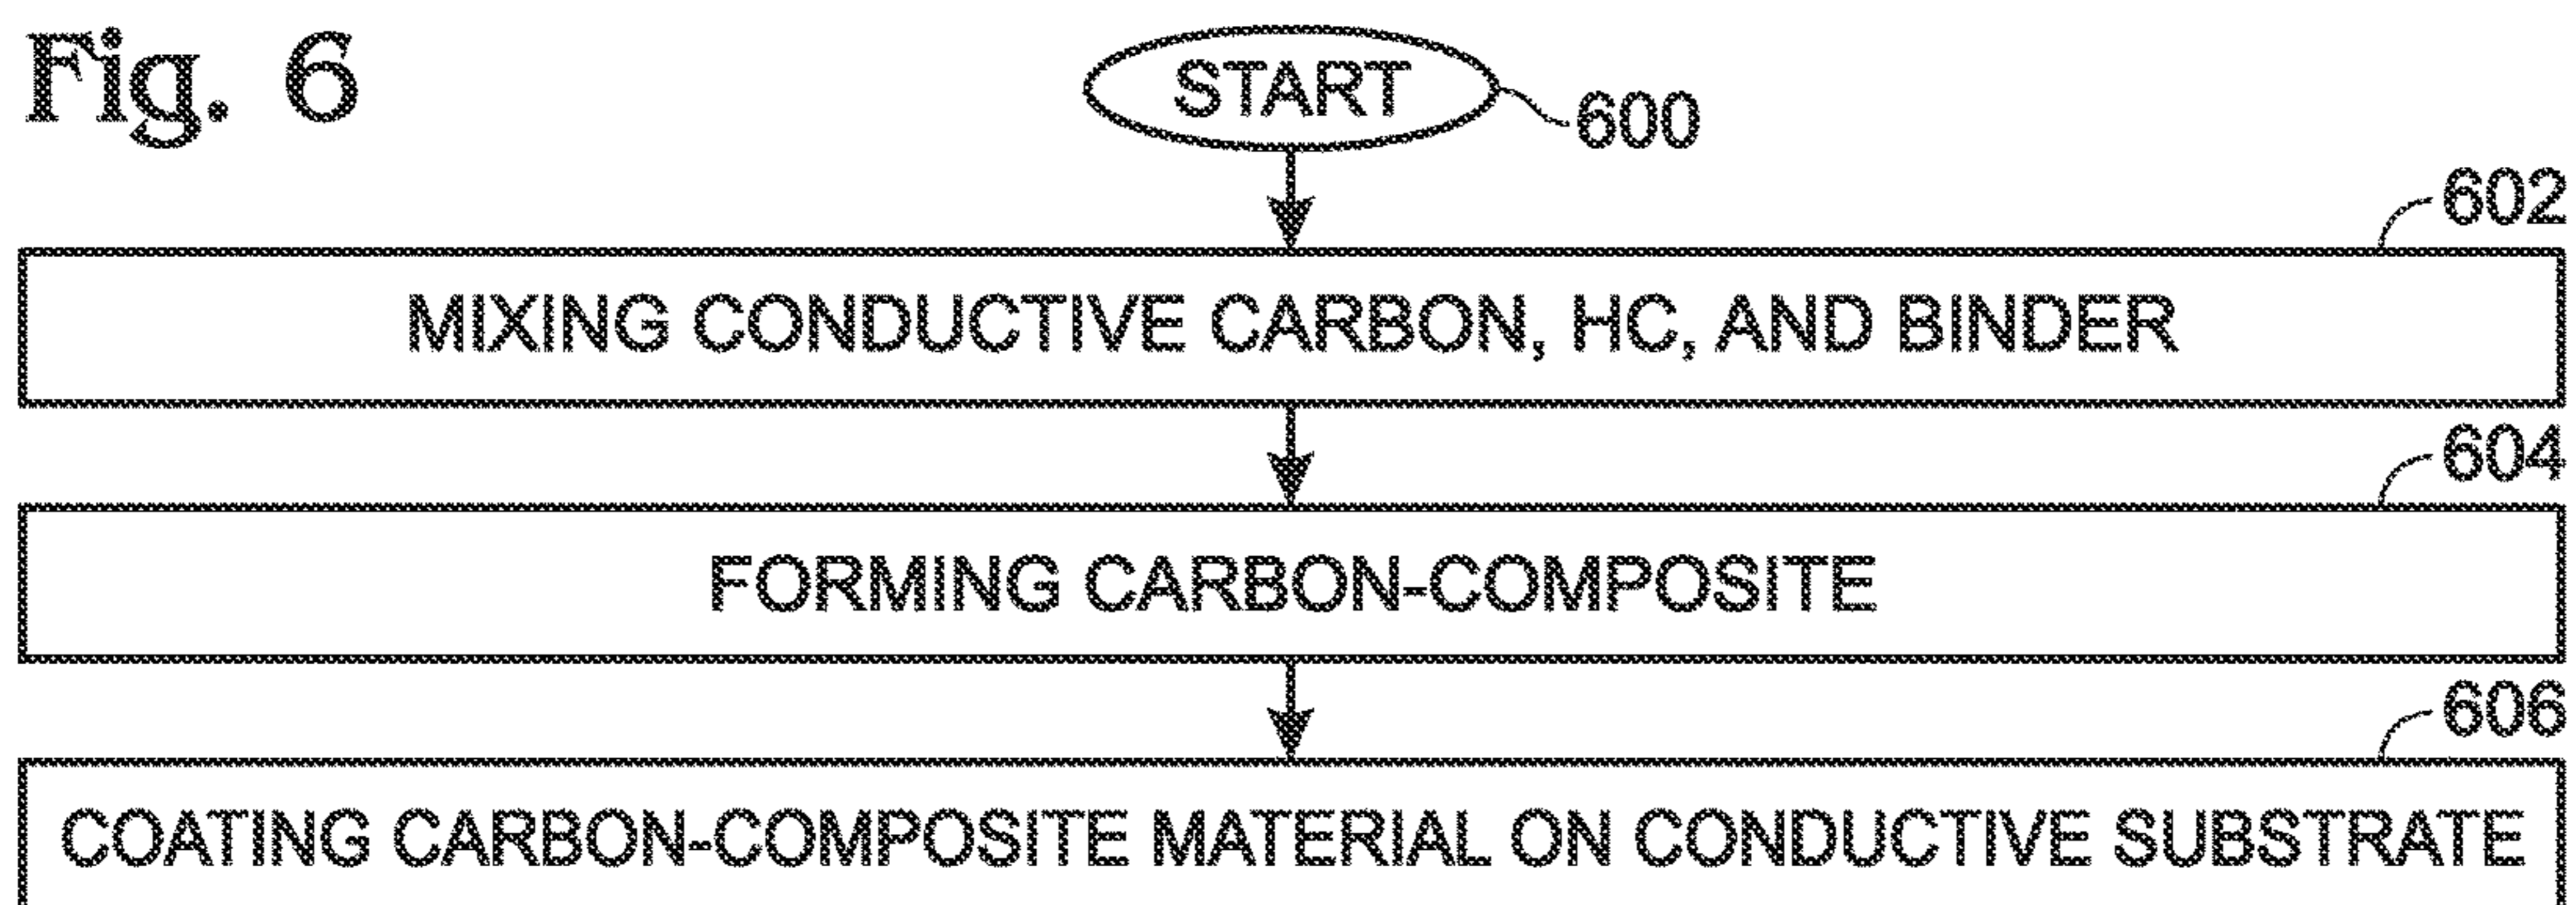 Fig. 6
START
600
602
MIXING CONDUCTIVE CARBON, HC, AND BINDER
604
FORMING CARBON-COMPOSITE
606
COATING CARBON-COMPOSITE MATERIAL ON CONDUCTIVE SUBSTRATE